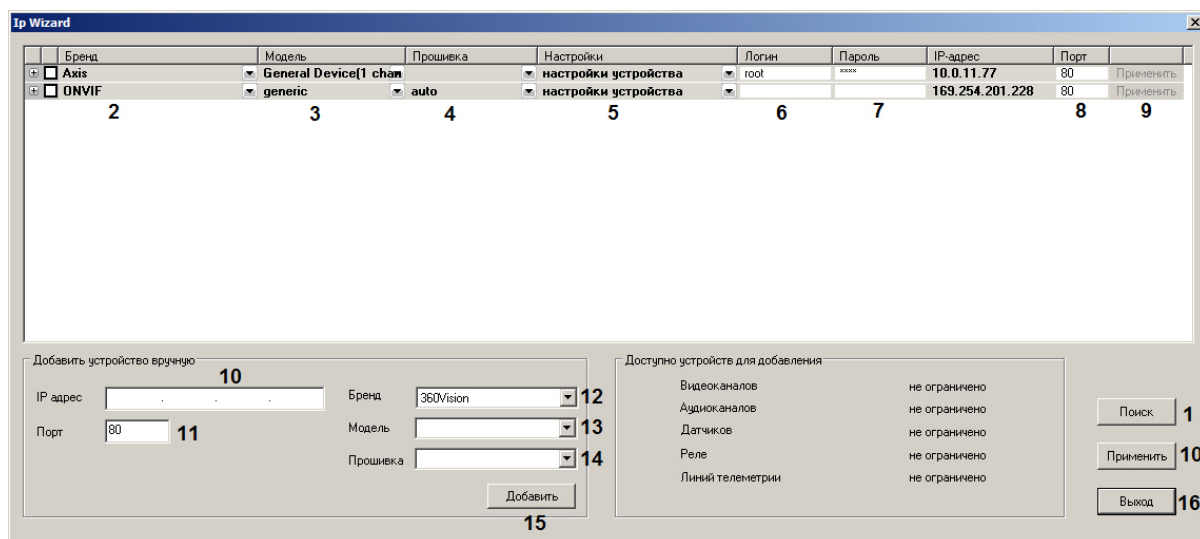 Ip Wizard
Бренд Модель Прошивка Настройки Логин Пароль IP-адрес Порт
Axis General Device(1 chan настройки устройства root **** 10.0.11.77 80 Применить
ONVIF generic auto настройки устройства 169.254.201.228 80 Применить
2 3 4 5 6 7 8 9
Добавить устройство вручную
10
IP адрес . . .
Порт 80 11
Бренд 360Vision 12
Модель 13
Прошивка 14
Добавить
15
Доступно устройств для добавления
Видеоканалов не ограничено
Аудиоканалов не ограничено
Датчиков не ограничено
Реле не ограничено
Линий телеметрии не ограничено
Поиск 1
Применить 10
Выход 16